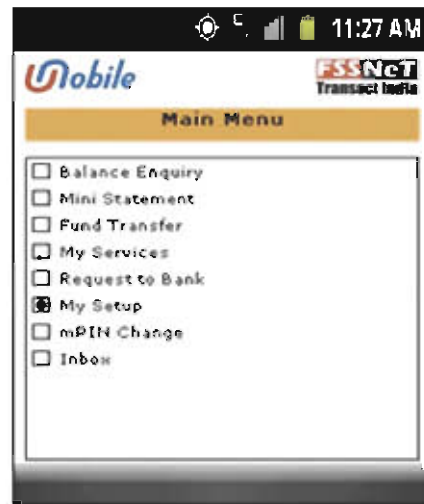 11:27 AM
UMobile
FSSNeT
Transact India
Main Menu
Balance Enquiry
Mini Statement
Fund Transfer
My Services
Request to Bank
My Setup
mPIN Change
Inbox